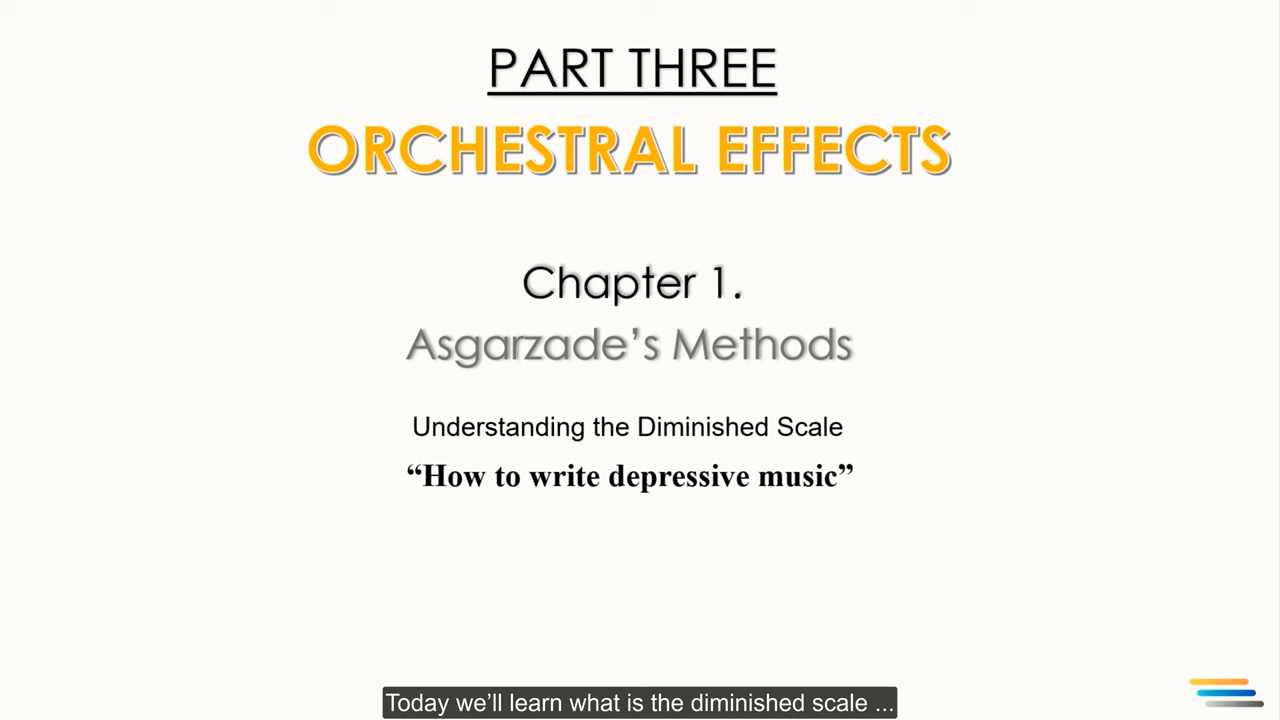 PART THREE
ORCHESTRAL EFFECTS
Chapter 1.
Asgarzade’s Methods
Understanding the Diminished Scale
“How to write depressive music”
Today we’ll learn what is the diminished scale ...